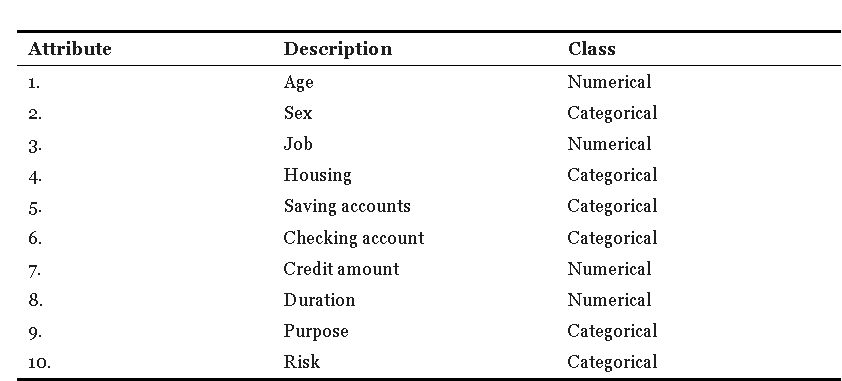 Attribute Description Class
1. Age Numerical
2. Sex Categorical
3. Job Numerical
4. Housing Categorical
5. Saving accounts Categorical
6. Checking account Categorical
7. Credit amount Numerical
8. Duration Numerical
9. Purpose Categorical
10. Risk Categorical